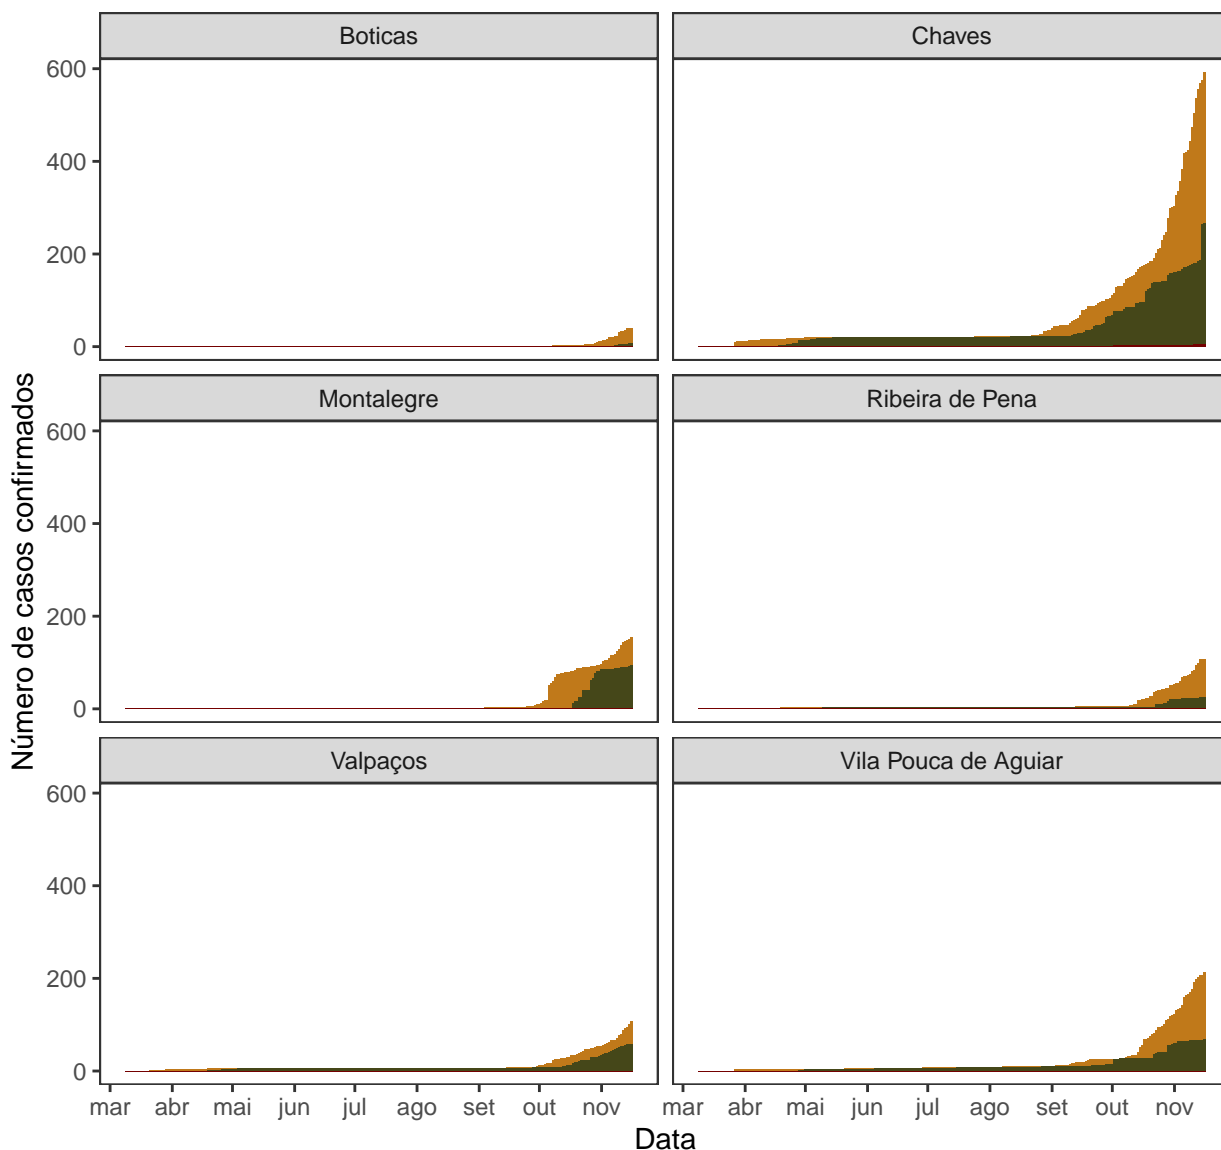 Boticas
Chaves
600
400
200
0
Montalegre
Ribeira de Pena
600
400
200
0
Número de casos confirmados
Valpaços
Vila Pouca de Aguiar
600
400
200
0
mar abr mai jun jul ago set out nov
mar abr mai jun jul ago set out nov
Data